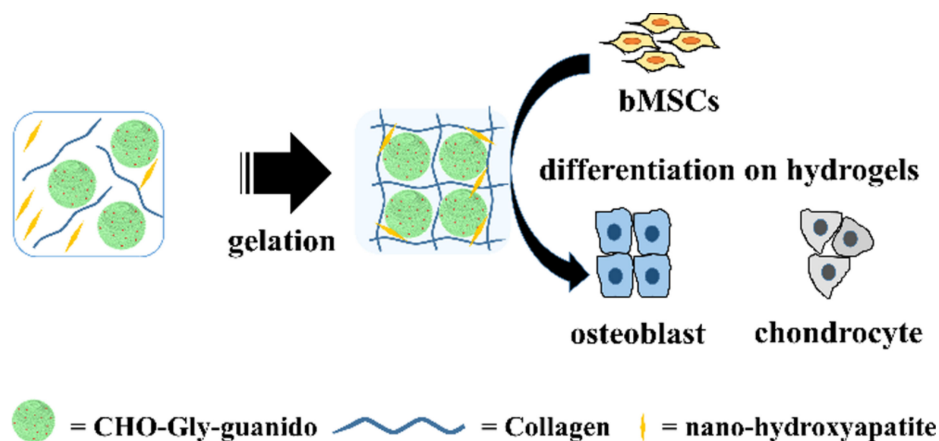 bMSCs
differentiation on hydrogels
gelation
osteoblast
chondrocyte
= CHO-Gly-guanido
= Collagen
= nano-hydroxyapatite